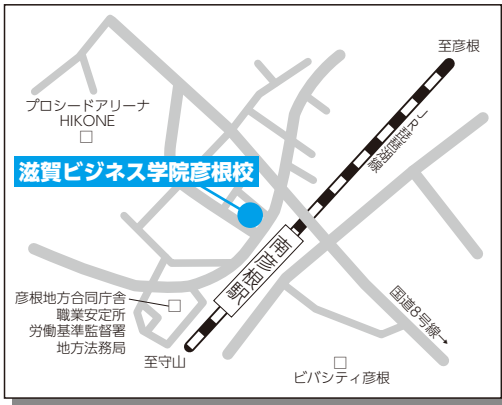 至彦根
プロシードアリーナ
HIKONE
JR琵琶湖線
滋賀ビジネス学院彦根校
南彦根駅
彦根地方合同庁舎
職業安定所
労働基準監督署
地方法務局
国道8号線
至守山
ビバシティ彦根